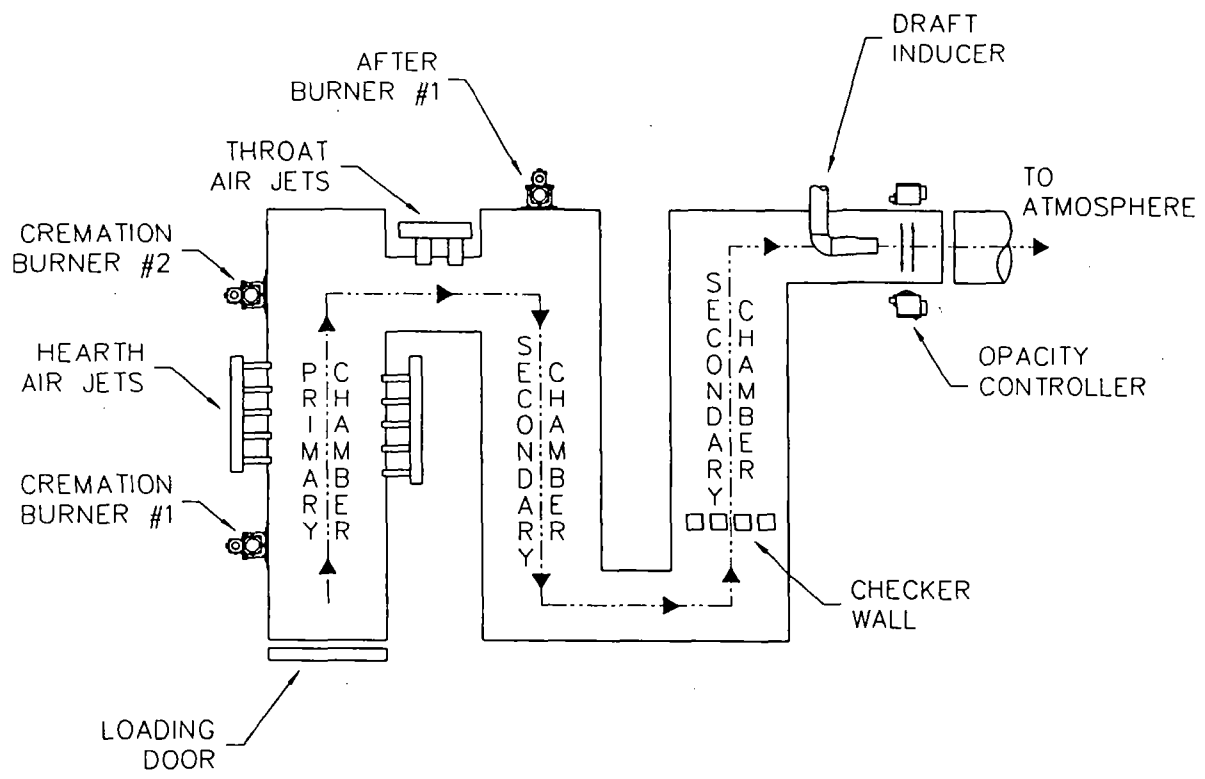 DRAFT
INDUCER
AFTER
BURNER #1
THROAT
AIR JETS
TO
ATMOSPHERE
CREMATION
BURNER #2
HEARTH
AIR JETS
OPACITY
CONTROLLER
PRIMARY
CHAMBER
SECONDARY
CHAMBER
SECONDARY
CHAMBER
CREMATION
BURNER #1
CHECKER
WALL
LOADING
DOOR